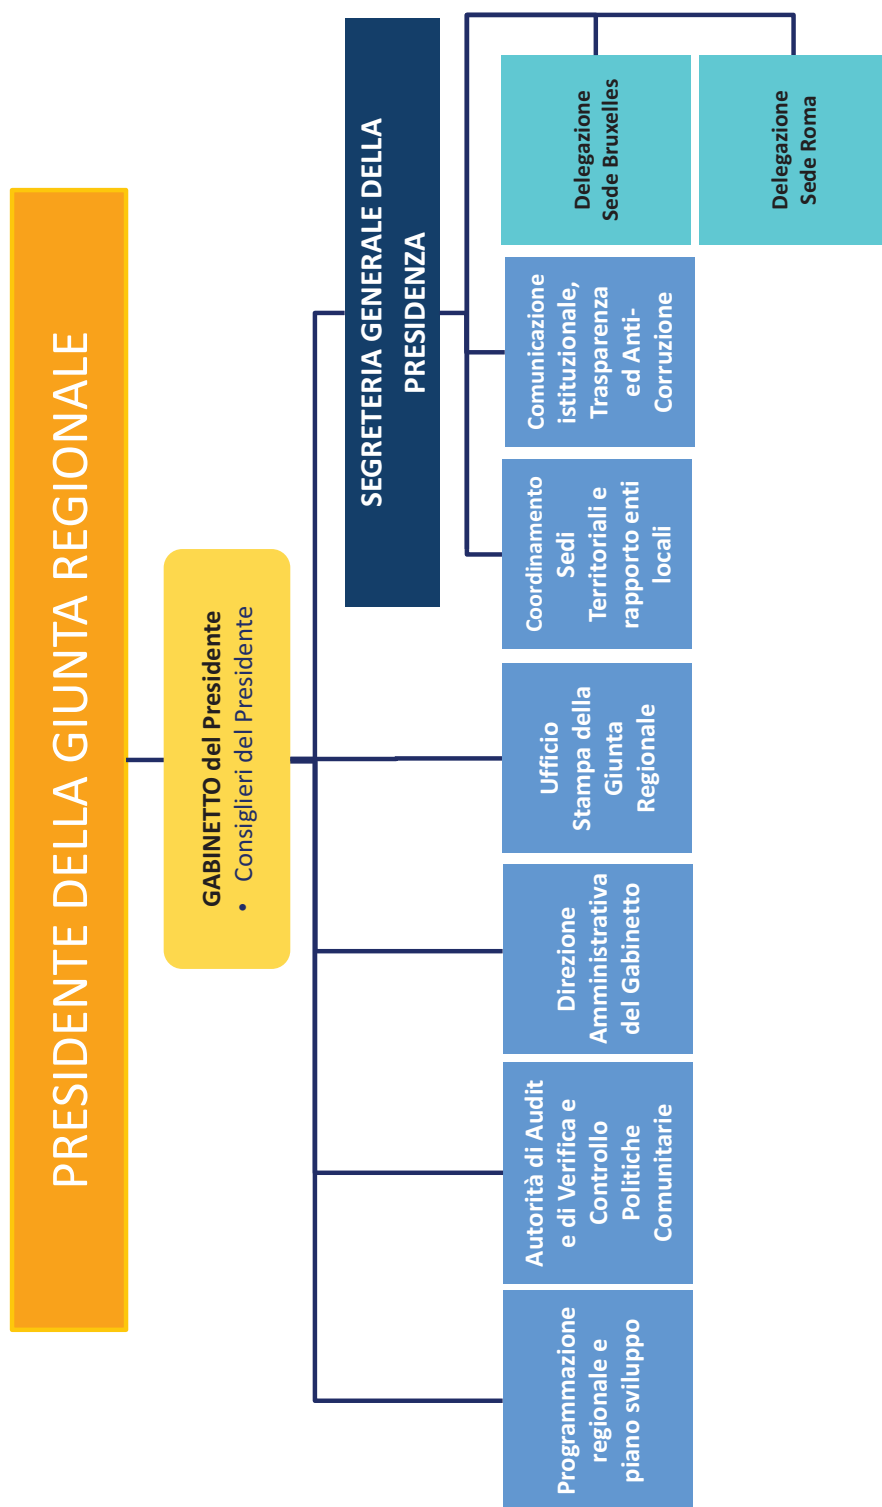 PRESIDENTE DELLA GIUNTA REGIONALE
GABINETTO del Presidente
• Consiglieri del Presidente
SEGRETERIA GENERALE DELLA
PRESIDENZA
Programmazione
regionale e
piano sviluppo
Autorità di Audit
e di Verifica e
Controllo
Politiche
Comunitarie
Direzione
Amministrativa
del Gabinetto
Ufficio
Stampa della
Giunta
Regionale
Coordinamento
Sedi
Territoriali e
rapporto enti
locali
Comunicazione
istituzionale,
Trasparenza
ed Anti-
Corruzione
Delegazione
Sede Bruxelles
Delegazione
Sede Roma